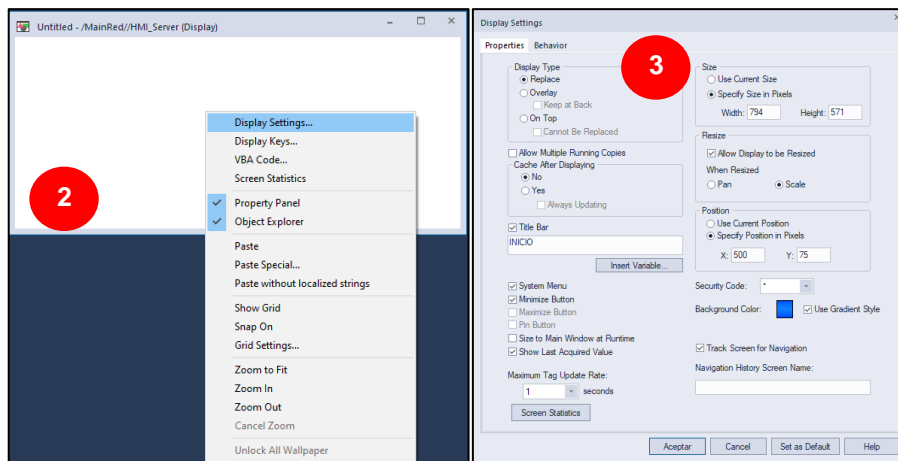 Untitled - /MainRed//HMI_Server (Display)
2
Display Settings...
Display Keys...
VBA Code...
Screen Statistics
Property Panel
Object Explorer
Paste
Paste Special...
Paste without localized strings
Show Grid
Snap On
Grid Settings...
Zoom to Fit
Zoom In
Zoom Out
Cancel Zoom
Unlock All Wallpaper
Display Settings
Properties Behavior
3
Display Type
Replace
Overlay
Keep at Back
On Top
Cannot Be Replaced
Allow Multiple Running Copies
Cache After Displaying
No
Yes
Always Updating
Title Bar
INICIO
Insert Variable...
System Menu
Minimize Button
Maximize Button
Pin Button
Size to Main Window at Runtime
Show Last Acquired Value
Maximum Tag Update Rate:
1 seconds
Screen Statistics
Size
Use Current Size
Specify Size in Pixels
Width: 794 Height: 571
Resize
Allow Display to be Resized
When Resized
Pan Scale
Position
Use Current Position
Specify Position in Pixels
X: 500 Y: 75
Security Code: *
Background Color: Use Gradient Style
Track Screen for Navigation
Navigation History Screen Name:
Aceptar Cancel Set as Default Help